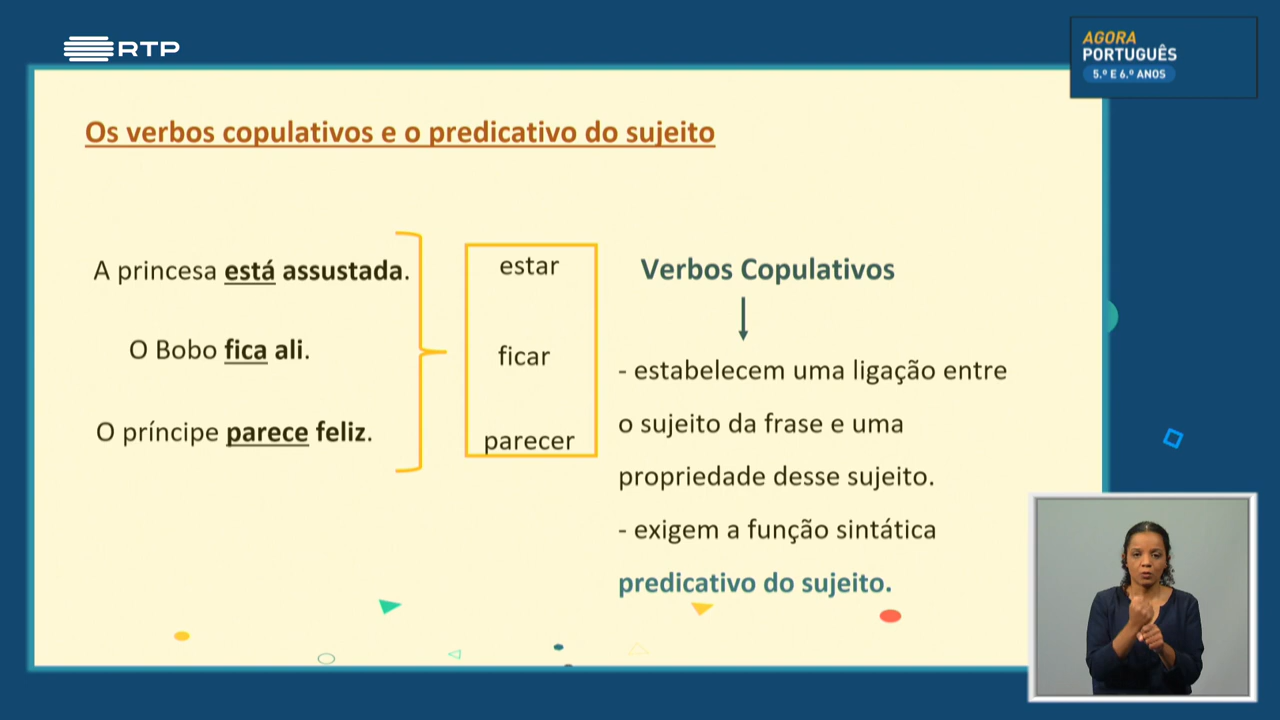 RTP
AGORA
PORTUGUÊS
5.º E 6.º ANOS
Os verbos copulativos e o predicativo do sujeito
A princesa está assustada.
O Bobo fica ali.
O príncipe parece feliz.
estar
ficar
parecer
Verbos Copulativos
- estabelecem uma ligação entre
o sujeito da frase e uma
propriedade desse sujeito.
- exigem a função sintática
predicativo do sujeito.